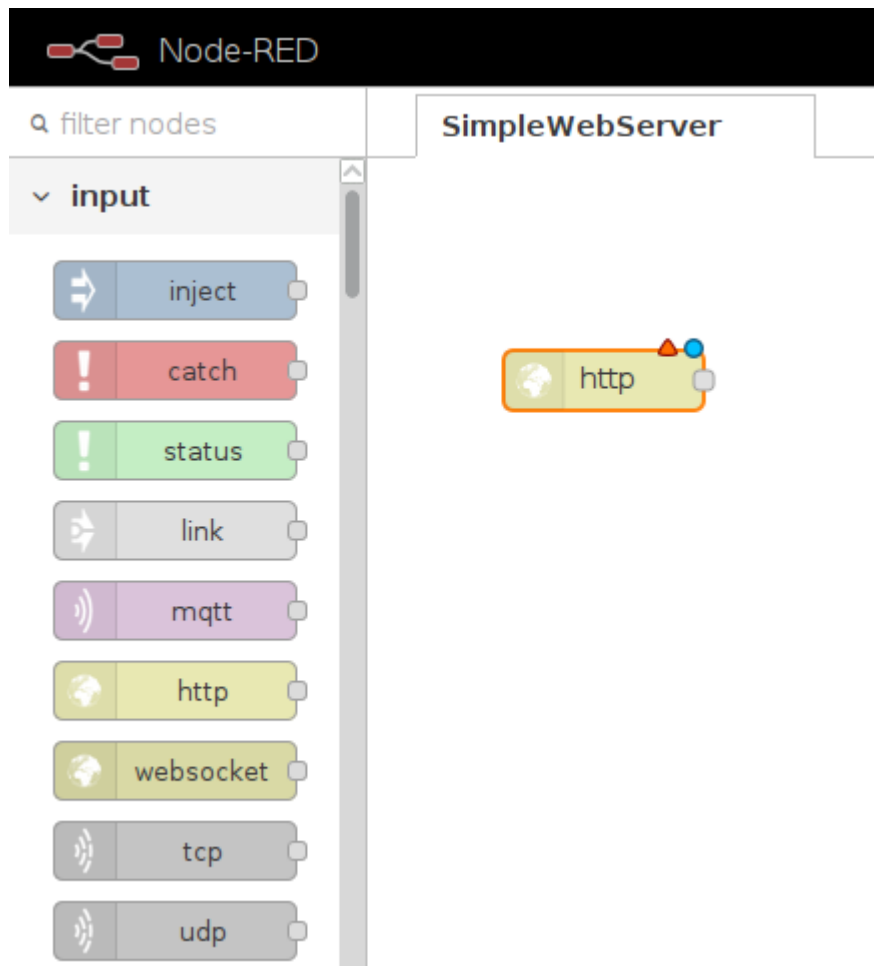 Node-RED
filter nodes
SimpleWebServer
input
inject
catch
status
link
mqtt
http
websocket
tcp
udp
http